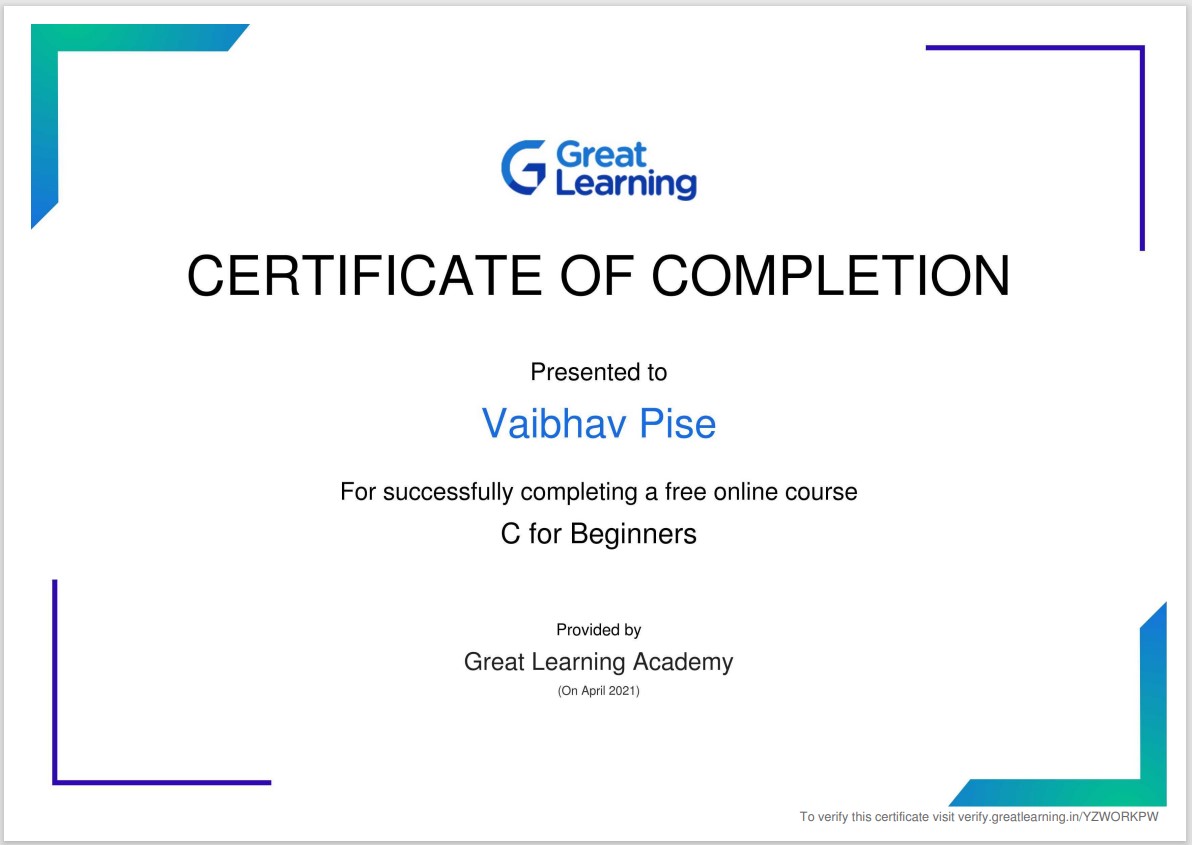 Great
Learning
CERTIFICATE OF COMPLETION
Presented to
Vaibhav Pise
For successfully completing a free online course
C for Beginners
Provided by
Great Learning Academy
(On April 2021)
To verify this certificate visit verify.greatlearning.in/YZWORKPW